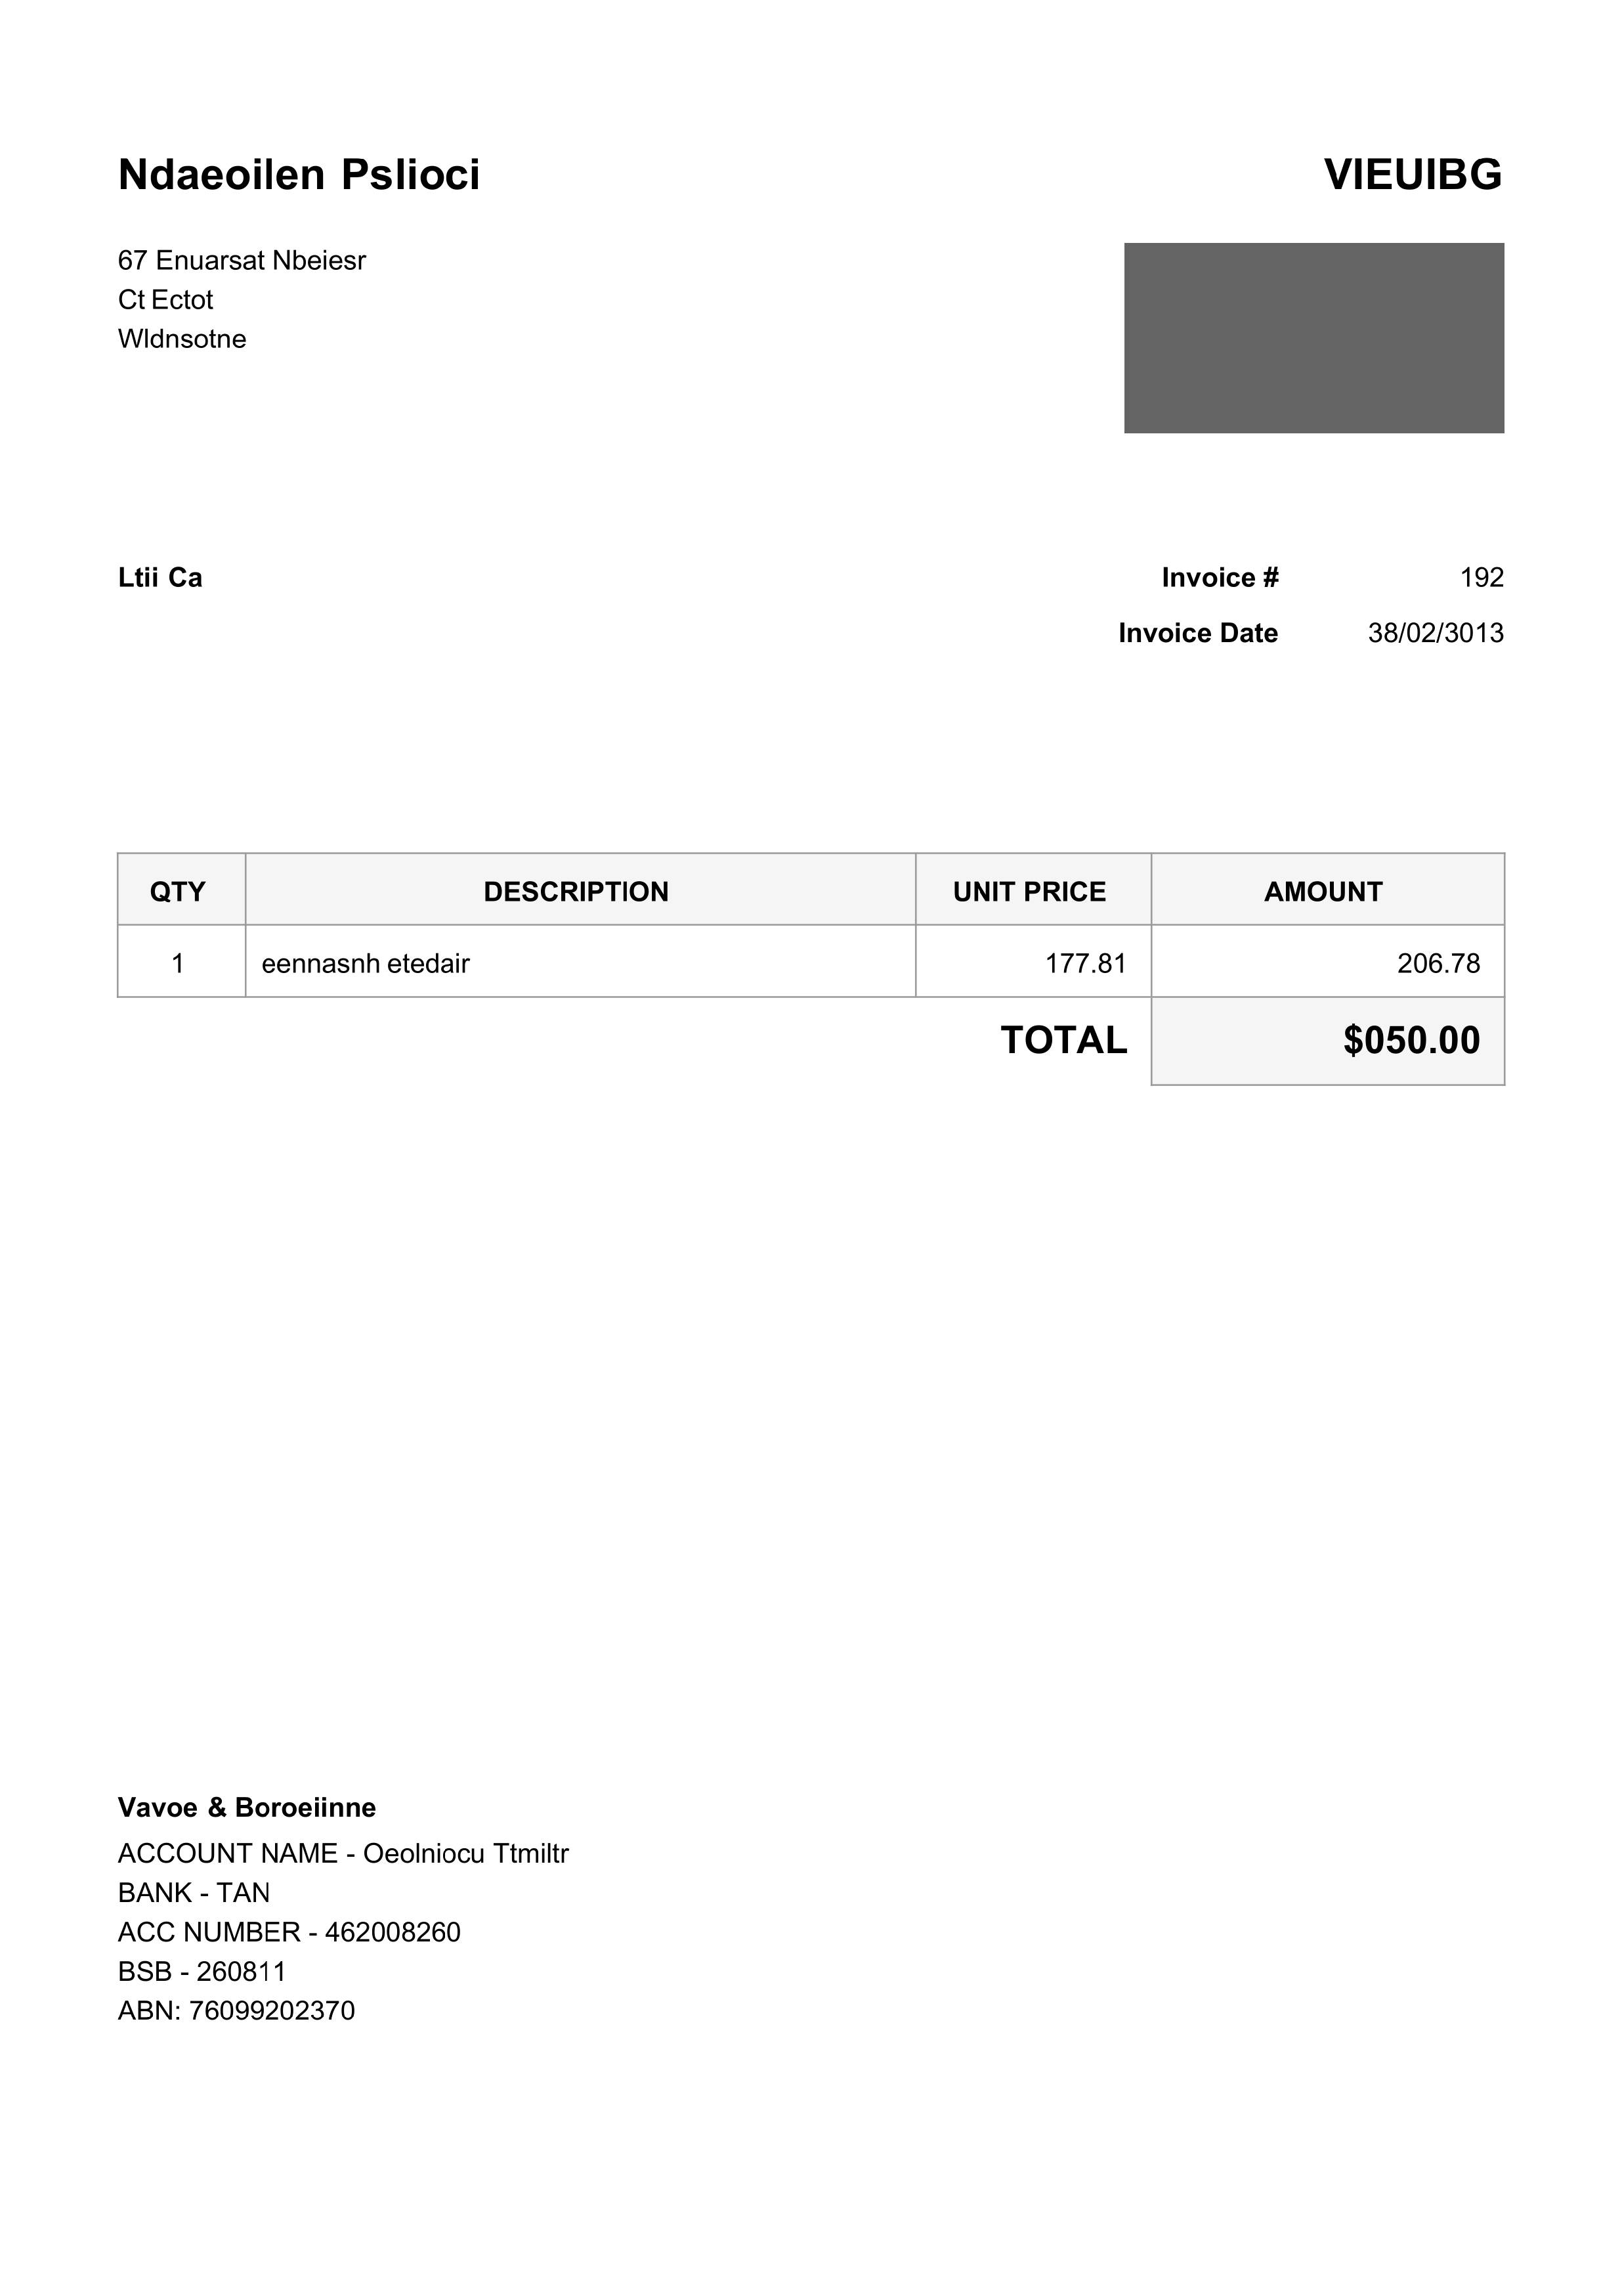 Ndaeoilen Pslioci
VIEUIBG
67 Enuarsat Nbeiesr
Ct Ectot
Wldnsotne
Ltii Ca
Invoice # 192
Invoice Date 38/02/3013
QTY DESCRIPTION UNIT PRICE AMOUNT
1 eennasnh etedair 177.81 206.78
TOTAL $050.00
Vavoe & Boroeiinne
ACCOUNT NAME - Oeolniocu Ttmiltr
BANK - TAN
ACC NUMBER - 462008260
BSB - 260811
ABN: 76099202370